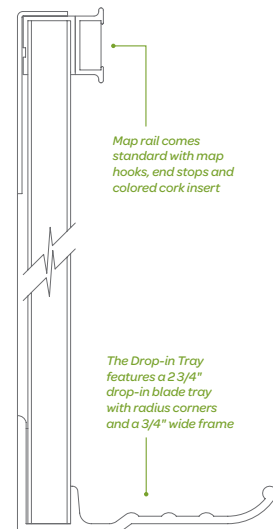 Map rail comes
standard with map
hooks, end stops and
colored cork insert
The Drop-in Tray
features a 2 3/4"
drop-in blade tray
with radius corners
and a 3/4" wide frame